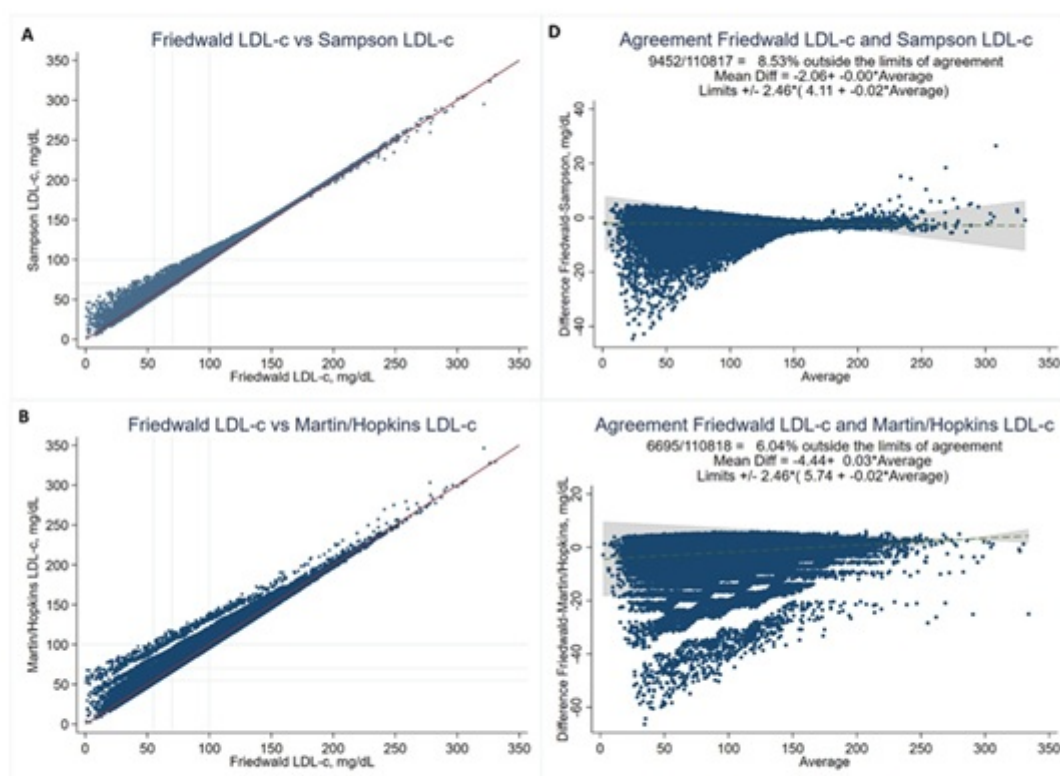 A
Friedwald LDL-c vs Sampson LDL-c
Sampson LDL-c, mg/dL
350
300
250
200
150
100
50
0
0 50 100 150 200 250 300 350
Friedwald LDL-c, mg/dL
D
Agreement Friedwald LDL-c and Sampson LDL-c
9452/110817 = 8.53% outside the limits of agreement
Mean Diff = -2.06+ -0.00*Average
Limits +/- 2.46*( 4.11 + -0.02*Average)
Difference Friedwald-Sampson, mg/dL
40
20
0
-20
-40
0 50 100 150 200 250 300 350
Average
B
Friedwald LDL-c vs Martin/Hopkins LDL-c
Martin/Hopkins LDL-c, mg/dL
350
300
250
200
150
100
50
0
0 50 100 150 200 250 300 350
Friedwald LDL-c, mg/dL
Agreement Friedwald LDL-c and Martin/Hopkins LDL-c
6695/110818 = 6.04% outside the limits of agreement
Mean Diff = -4.44+ 0.03*Average
Limits +/- 2.46*( 5.74 + -0.02*Average)
Difference Friedwald-Martin/Hopkins, mg/dL
20
0
-20
-40
-60
0 50 100 150 200 250 300 350
Average